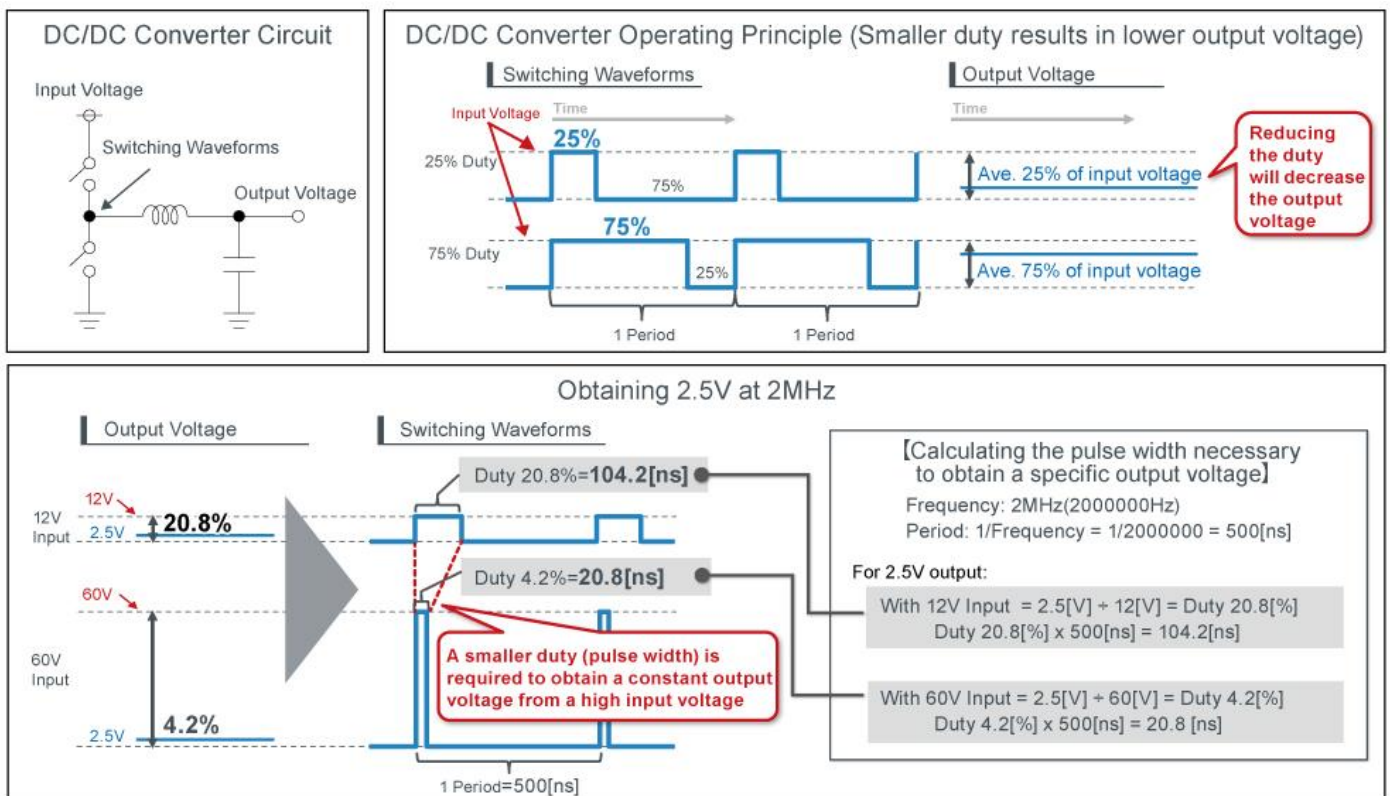 DC/DC Converter Circuit
Input Voltage
Switching Waveforms
Output Voltage
DC/DC Converter Operating Principle (Smaller duty results in lower output voltage)
Switching Waveforms
Output Voltage
Input Voltage
Time
Time
25%
25% Duty
75%
Ave. 25% of input voltage
Reducing
the duty
will decrease
the output
voltage
75%
75% Duty
25%
Ave. 75% of input voltage
1 Period
1 Period
Obtaining 2.5V at 2MHz
Output Voltage
Switching Waveforms
12V
12V
Input
2.5V
20.8%
Duty 20.8%=104.2[ns]
Duty 4.2%=20.8[ns]
60V
60V
Input
2.5V
4.2%
A smaller duty (pulse width) is
required to obtain a constant output
voltage from a high input voltage
1 Period=500[ns]
【Calculating the pulse width necessary
to obtain a specific output voltage】
Frequency: 2MHz(2000000Hz)
Period: 1/Frequency = 1/2000000 = 500[ns]
For 2.5V output:
With 12V Input = 2.5[V] ÷ 12[V] = Duty 20.8[%]
Duty 20.8[%] x 500[ns] = 104.2[ns]
With 60V Input = 2.5[V] ÷ 60[V] = Duty 4.2[%]
Duty 4.2[%] x 500[ns] = 20.8 [ns]